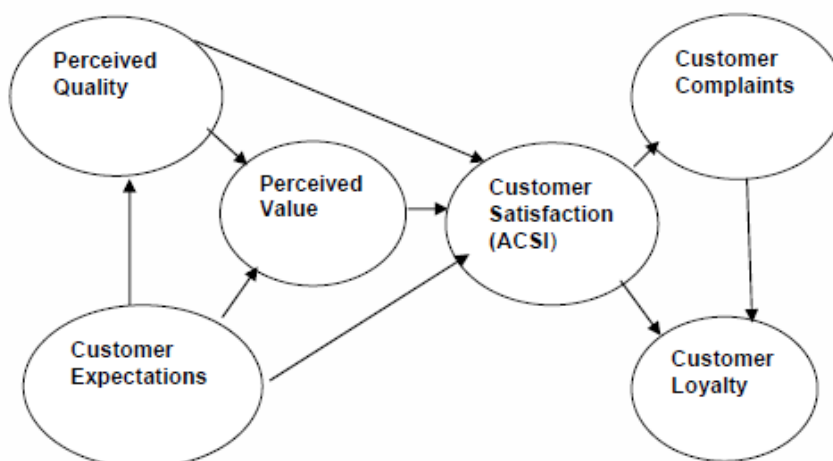 Perceived
Quality
Customer
Complaints
Perceived
Value
Customer
Satisfaction
(ACSI)
Customer
Expectations
Customer
Loyalty